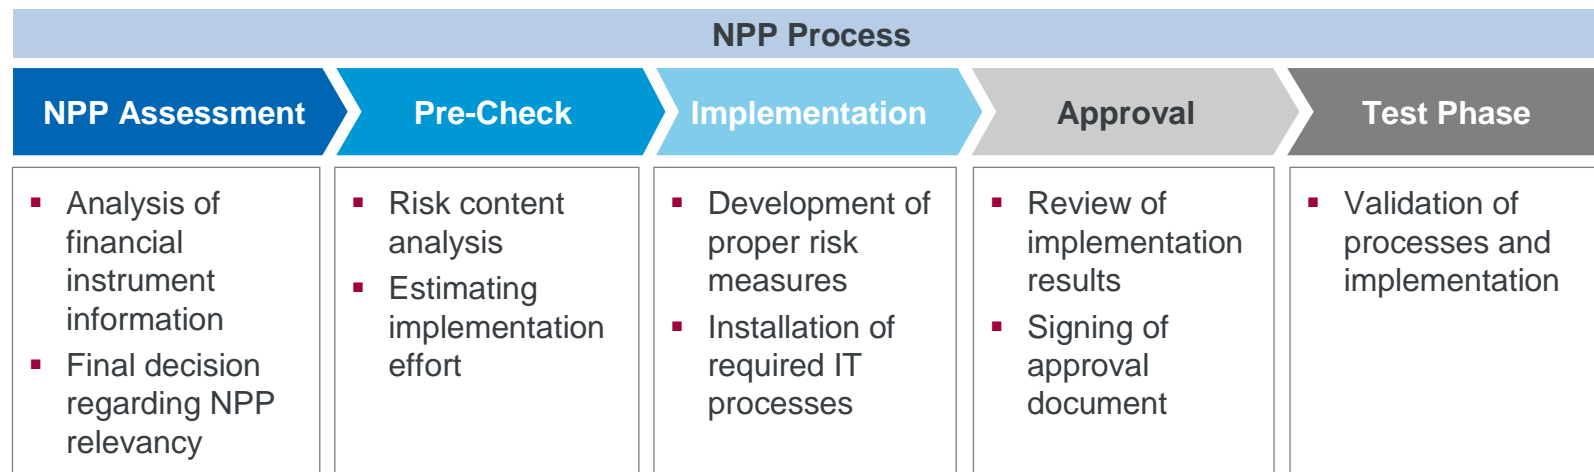 NPP Process
NPP Assessment
Pre-Check
Implementation
Approval
Test Phase
▪ Analysis of
financial
instrument
information
▪ Final decision
regarding NPP
relevancy
▪ Risk content
analysis
▪ Estimating
implementation
effort
▪ Development of
proper risk
measures
▪ Installation of
required IT
processes
▪ Review of
implementation
results
▪ Signing of
approval
document
▪ Validation of
processes and
implementation